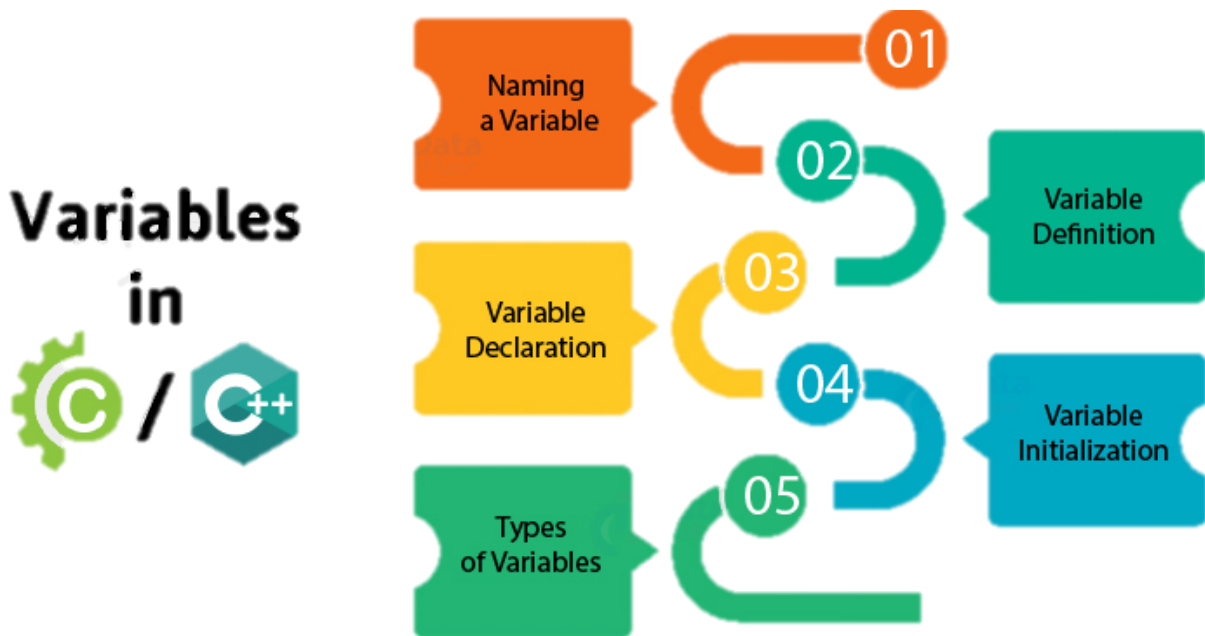 Variables
in
C / C++
01
Naming
a Variable
02
Variable
Definition
03
Variable
Declaration
04
Variable
Initialization
05
Types
of Variables